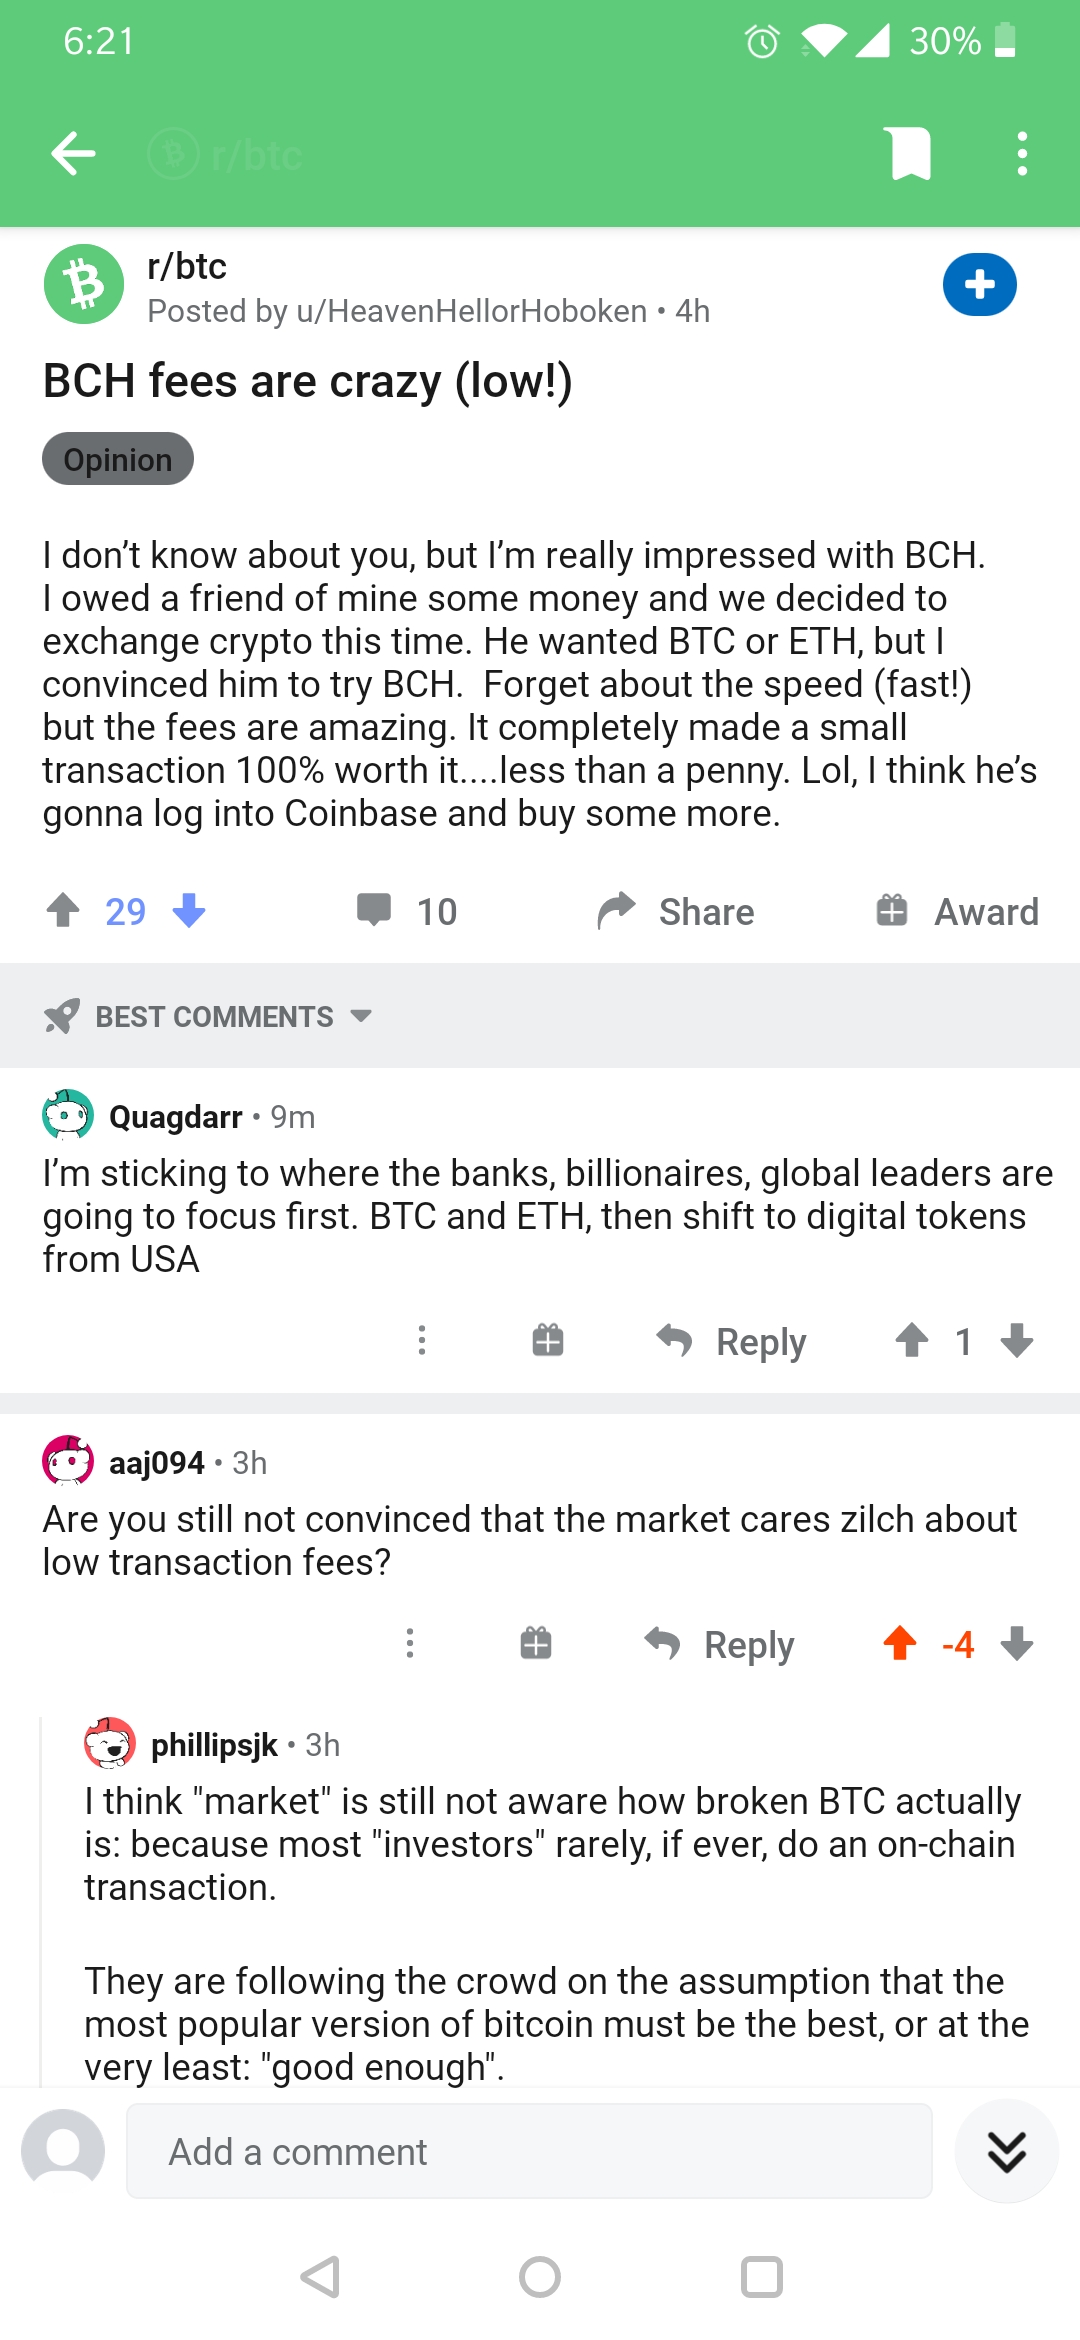 6:21
30%
r/btc
r/btc
Posted by u/HeavenHellorHoboken • 4h
BCH fees are crazy (low!)
Opinion
I don't know about you, but I'm really impressed with BCH.
I owed a friend of mine some money and we decided to
exchange crypto this time. He wanted BTC or ETH, but I
convinced him to try BCH.  Forget about the speed (fast!)
but the fees are amazing. It completely made a small
transaction 100% worth it....less than a penny. Lol, I think he's
gonna log into Coinbase and buy some more.
29
10
Share
Award
BEST COMMENTS
Quagdarr • 9m
I'm sticking to where the banks, billionaires, global leaders are
going to focus first. BTC and ETH, then shift to digital tokens
from USA
Reply
1
aaj094 • 3h
Are you still not convinced that the market cares zilch about
low transaction fees?
Reply
-4
phillipsjk • 3h
I think "market" is still not aware how broken BTC actually
is: because most "investors" rarely, if ever, do an on-chain
transaction.
They are following the crowd on the assumption that the
most popular version of bitcoin must be the best, or at the
very least: "good enough".
Add a comment